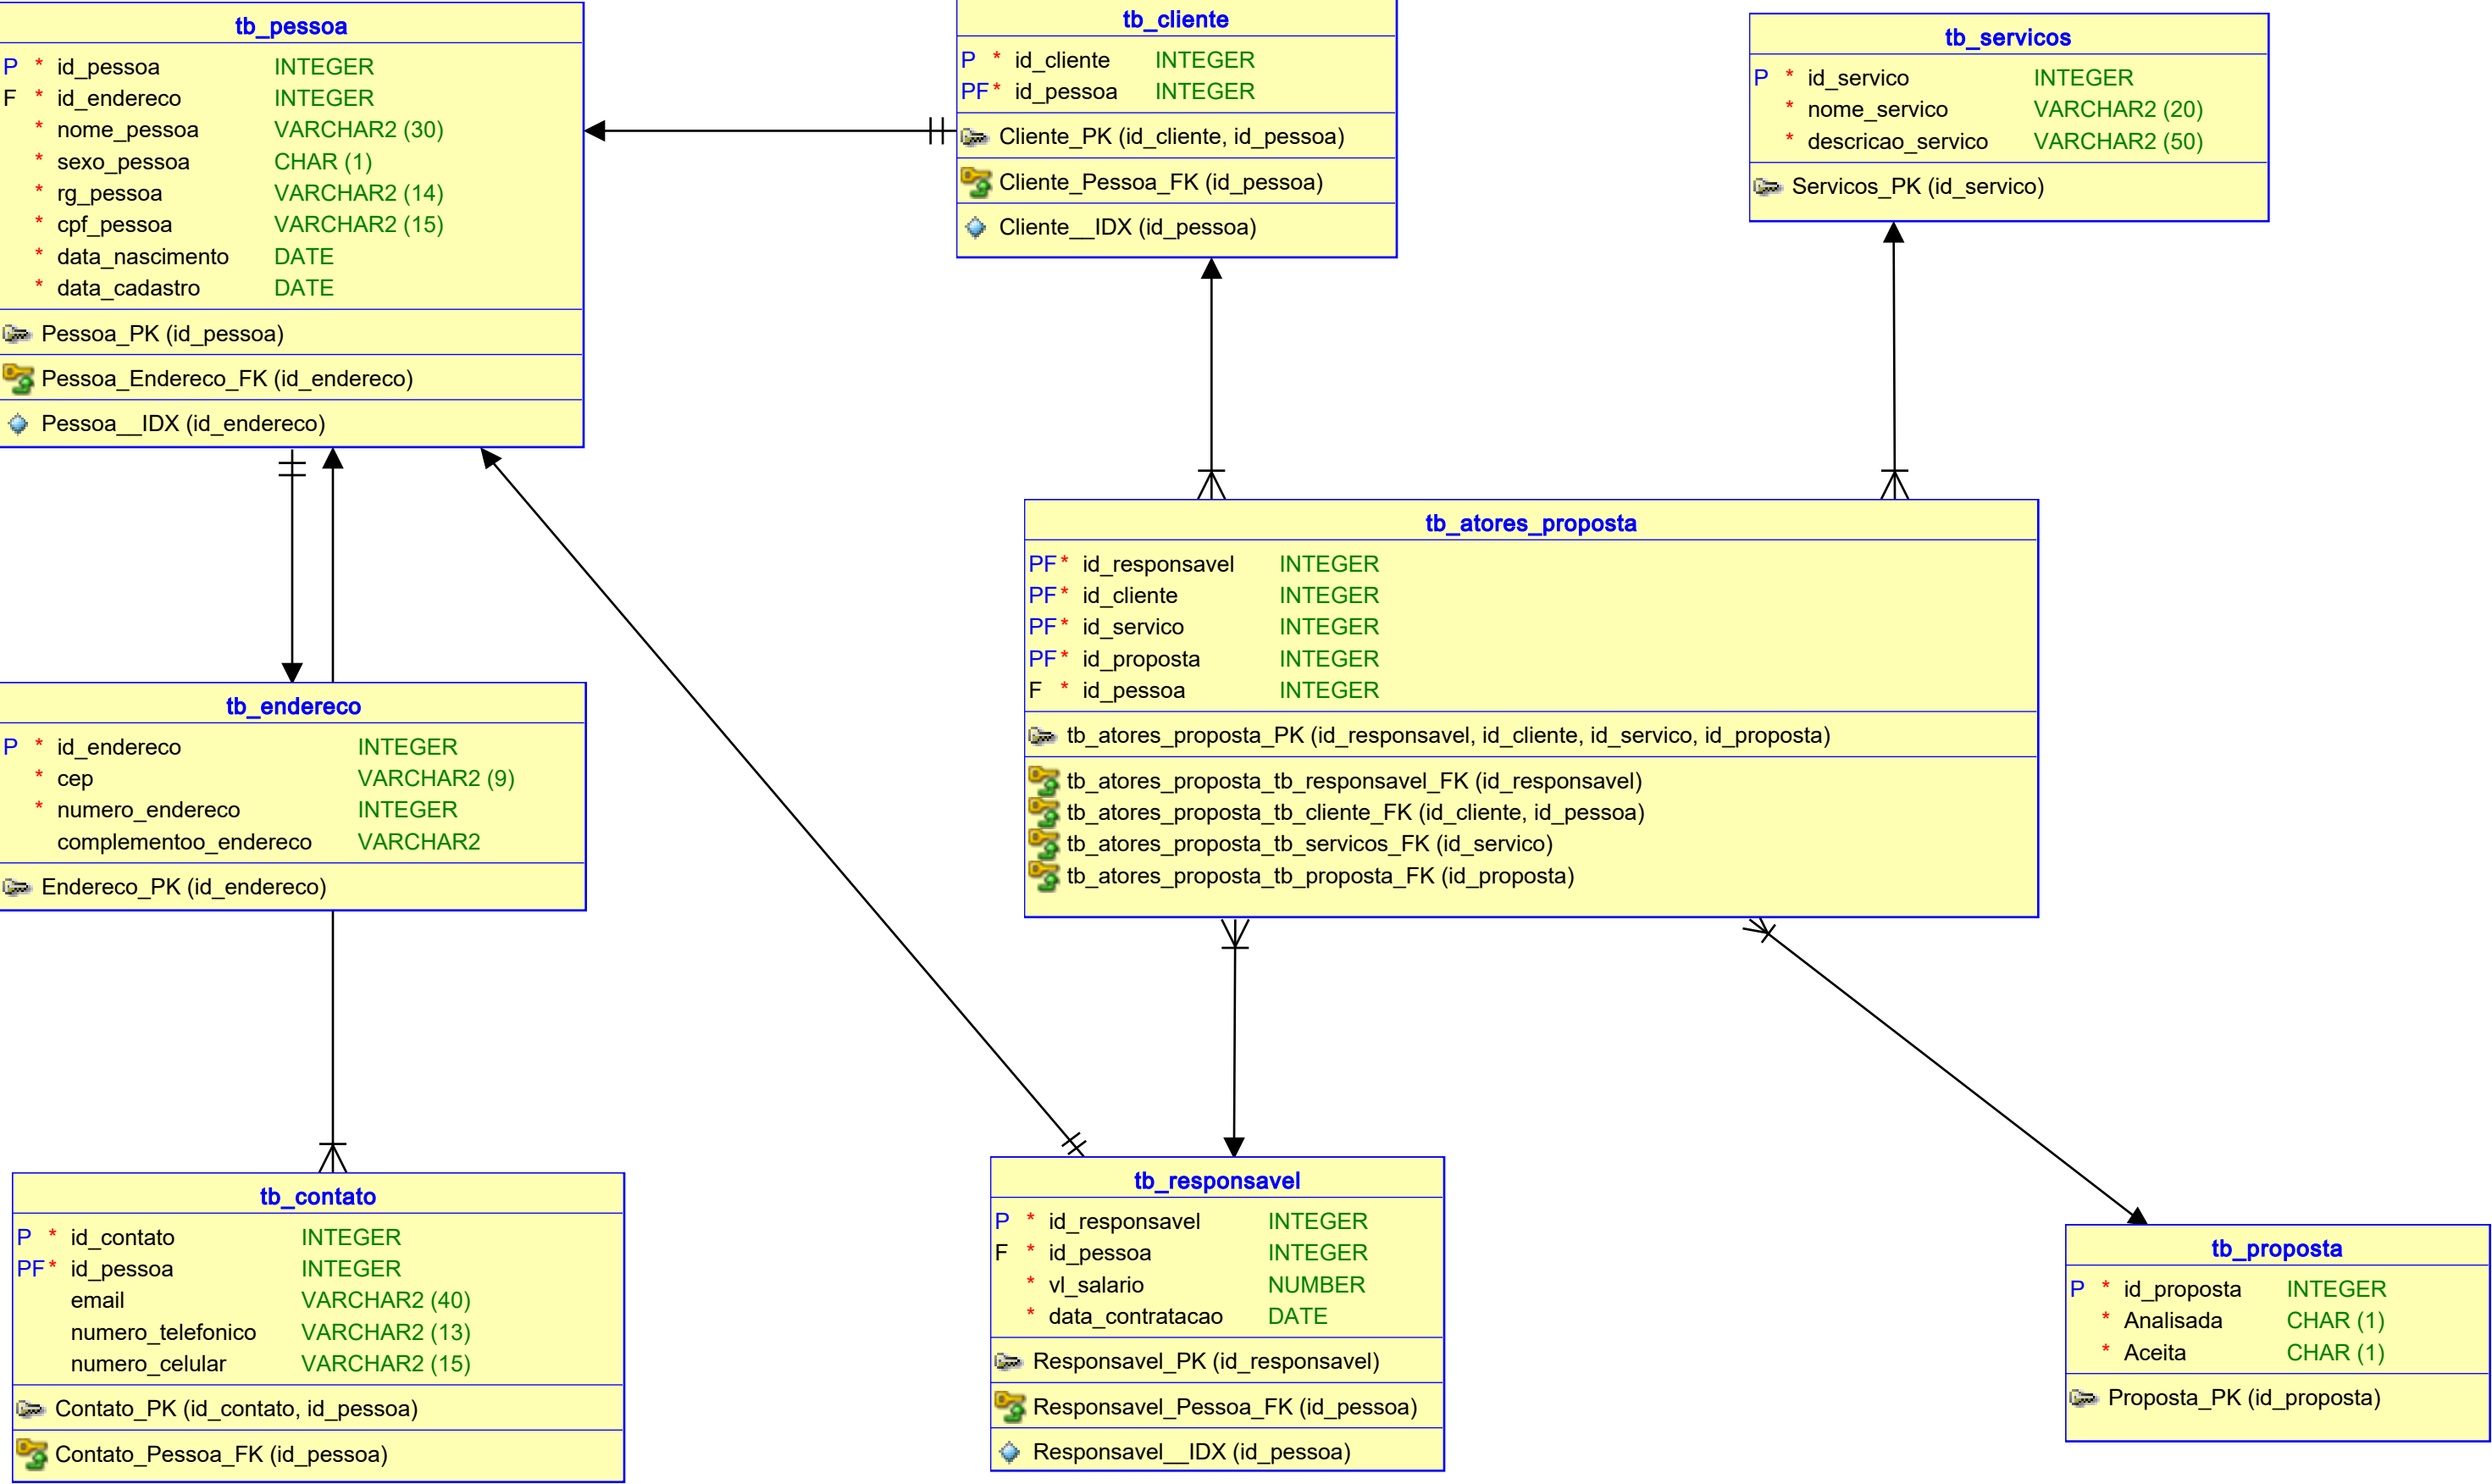 tb_pessoa
P * id_pessoa INTEGER
F * id_endereco INTEGER
* nome_pessoa VARCHAR2 (30)
* sexo_pessoa CHAR (1)
* rg_pessoa VARCHAR2 (14)
* cpf_pessoa VARCHAR2 (15)
* data_nascimento DATE
* data_cadastro DATE
Pessoa_PK (id_pessoa)
Pessoa_Endereco_FK (id_endereco)
Pessoa__IDX (id_endereco)
tb_cliente
P * id_cliente INTEGER
PF* id_pessoa INTEGER
Cliente_PK (id_cliente, id_pessoa)
Cliente_Pessoa_FK (id_pessoa)
Cliente__IDX (id_pessoa)
tb_servicos
P * id_servico INTEGER
* nome_servico VARCHAR2 (20)
* descricao_servico VARCHAR2 (50)
Servicos_PK (id_servico)
tb_atores_proposta
PF* id_responsavel INTEGER
PF* id_cliente INTEGER
PF* id_servico INTEGER
PF* id_proposta INTEGER
F * id_pessoa INTEGER
tb_atores_proposta_PK (id_responsavel, id_cliente, id_servico, id_proposta)
tb_atores_proposta_tb_responsavel_FK (id_responsavel)
tb_atores_proposta_tb_cliente_FK (id_cliente, id_pessoa)
tb_atores_proposta_tb_servicos_FK (id_servico)
tb_atores_proposta_tb_proposta_FK (id_proposta)
tb_endereco
P * id_endereco INTEGER
* cep VARCHAR2 (9)
* numero_endereco INTEGER
complementoo_endereco VARCHAR2
Endereco_PK (id_endereco)
tb_contato
P * id_contato INTEGER
PF* id_pessoa INTEGER
email VARCHAR2 (40)
numero_telefonico VARCHAR2 (13)
numero_celular VARCHAR2 (15)
Contato_PK (id_contato, id_pessoa)
Contato_Pessoa_FK (id_pessoa)
tb_responsavel
P * id_responsavel INTEGER
F * id_pessoa INTEGER
* vl_salario NUMBER
* data_contratacao DATE
Responsavel_PK (id_responsavel)
Responsavel_Pessoa_FK (id_pessoa)
Responsavel__IDX (id_pessoa)
tb_proposta
P * id_proposta INTEGER
* Analisada CHAR (1)
* Aceita CHAR (1)
Proposta_PK (id_proposta)